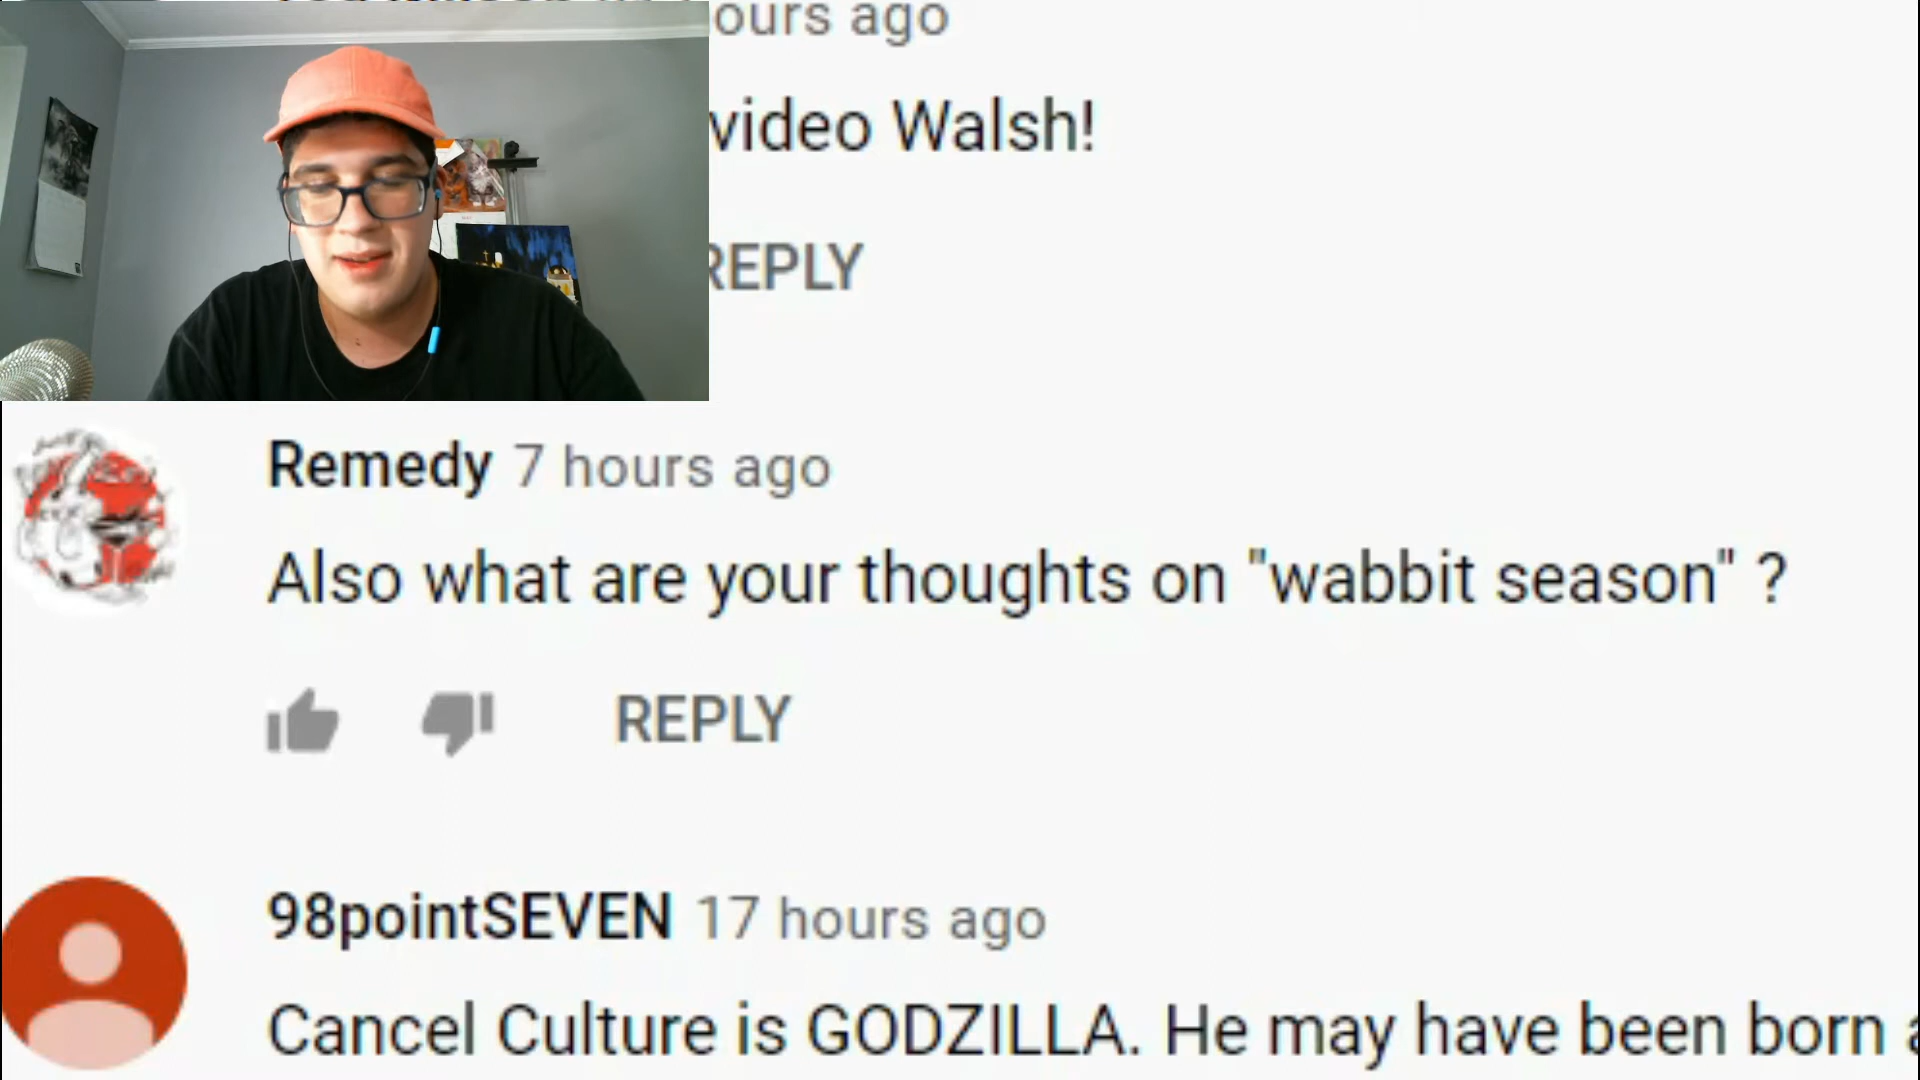 ours ago
video Walsh!
REPLY
Remedy 7 hours ago
Also what are your thoughts on "wabbit season" ?
REPLY
98pointSEVEN 17 hours ago
Cancel Culture is GODZILLA. He may have been born